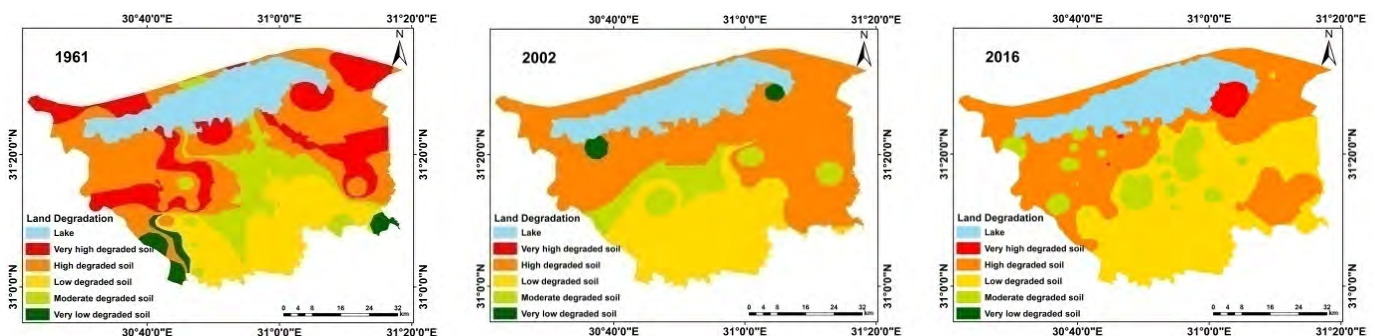 30°40'0"E 31°0'0"E 31°20'0"E
1961
N
31°20'0"N
31°0'0"N
31°20'0"N
31°0'0"N
Land Degradation
Lake
Very high degraded soil
High degraded soil
Low degraded soil
Moderate degraded soil
Very low degraded soil
0 4 8 16 24 32
km
30°40'0"E 31°0'0"E 31°20'0"E
30°40'0"E 31°0'0"E 31°20'0"E
2002
N
31°20'0"N
31°0'0"N
31°20'0"N
31°0'0"N
Land Degradation
Lake
Very high degraded soil
High degraded soil
Low degraded soil
Moderate degraded soil
Very low degraded soil
0 4 8 16 24 32
km
30°40'0"E 31°0'0"E 31°20'0"E
30°40'0"E 31°0'0"E 31°20'0"E
2016
N
31°20'0"N
31°0'0"N
31°20'0"N
31°0'0"N
Land Degradation
Lake
Very high degraded soil
High degraded soil
Low degraded soil
Moderate degraded soil
Very low degraded soil
0 4 8 16 24 32
km
30°40'0"E 31°0'0"E 31°20'0"E